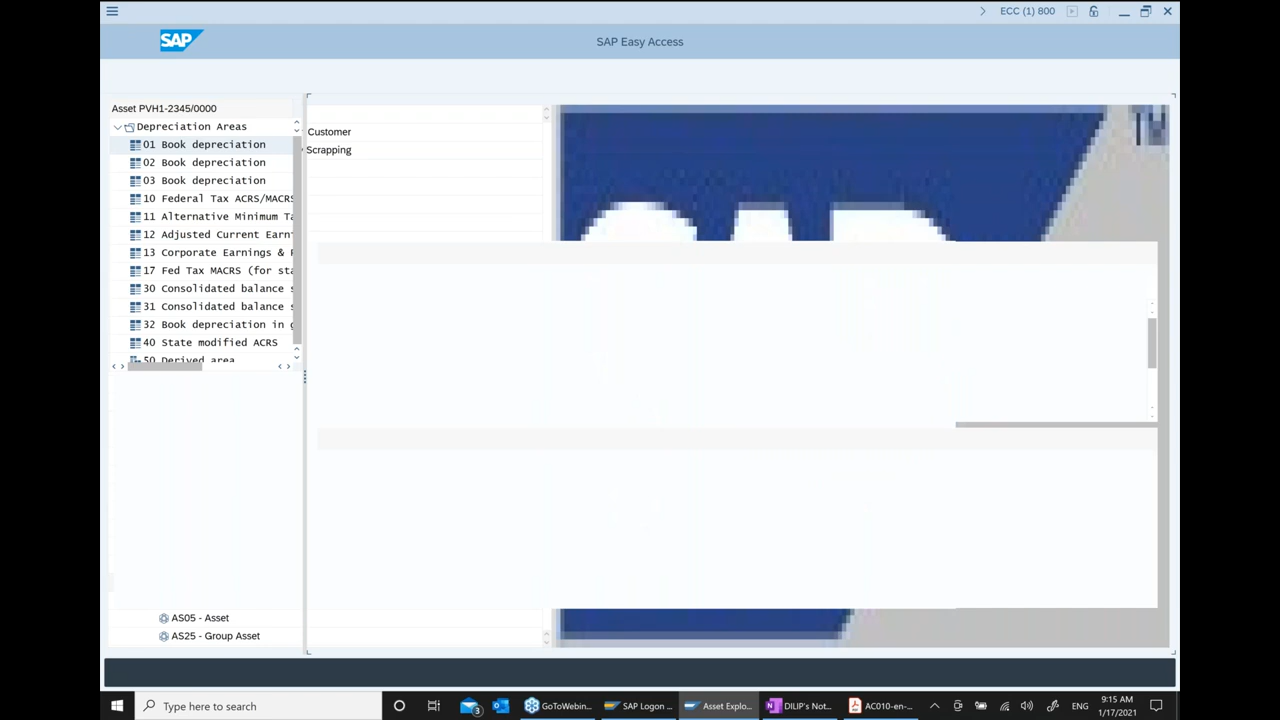 ECC (1) 800
SAP
SAP Easy Access
Asset PVH1-2345/0000
Depreciation Areas
01 Book depreciation
02 Book depreciation
03 Book depreciation
10 Federal Tax ACRS/MACRS
11 Alternative Minimum Ta
12 Adjusted Current Earn
13 Corporate Earnings &
17 Fed Tax MACRS (for sta
30 Consolidated balance s
31 Consolidated balance s
32 Book depreciation in g
40 State modified ACRS
50 Derived area
Customer
Scrapping
TM
AS05 - Asset
AS25 - Group Asset
Type here to search
3
GoToWebin...
SAP Logon ...
Asset Explo...
DILIP's Not...
AC010-en-...
ENG
9:15 AM
1/17/2021